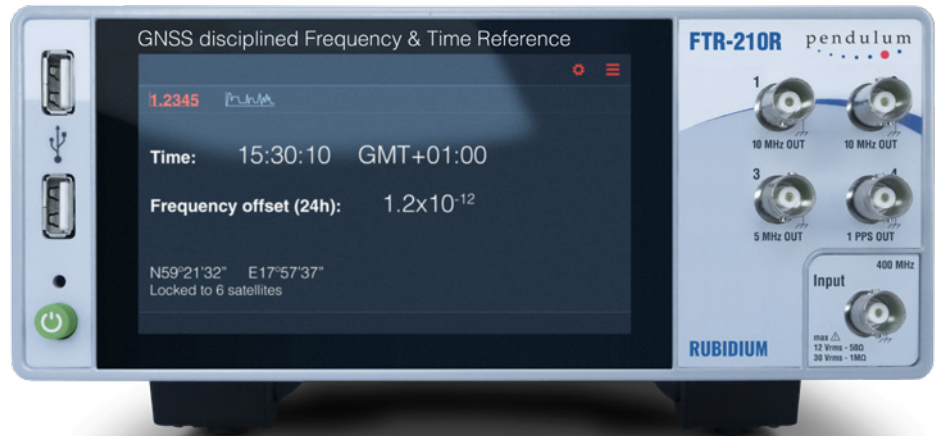 GNSS disciplined Frequency & Time Reference
1.2345
Time: 15:30:10 GMT+01:00
Frequency offset (24h): 1.2x10⁻¹²
N59°21'32" E17°57'37"
Locked to 6 satellites
FTR-210R
pendulum
1
10 MHz OUT
10 MHz OUT
3
4
5 MHz OUT
1 PPS OUT
400 MHz
Input
max
12 Vrms - 50Ω
30 Vrms - 1MΩ
RUBIDIUM